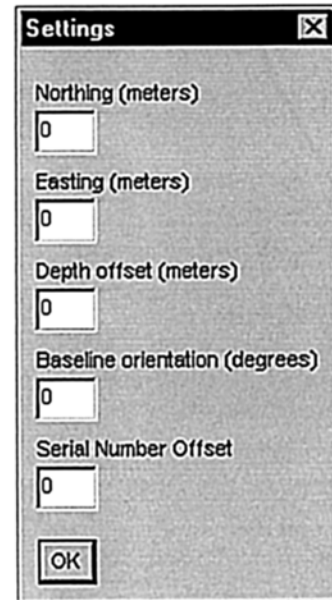 Settings
Northing (meters)
0
Easting (meters)
0
Depth offset (meters)
0
Baseline orientation (degrees)
0
Serial Number Offset
0
OK